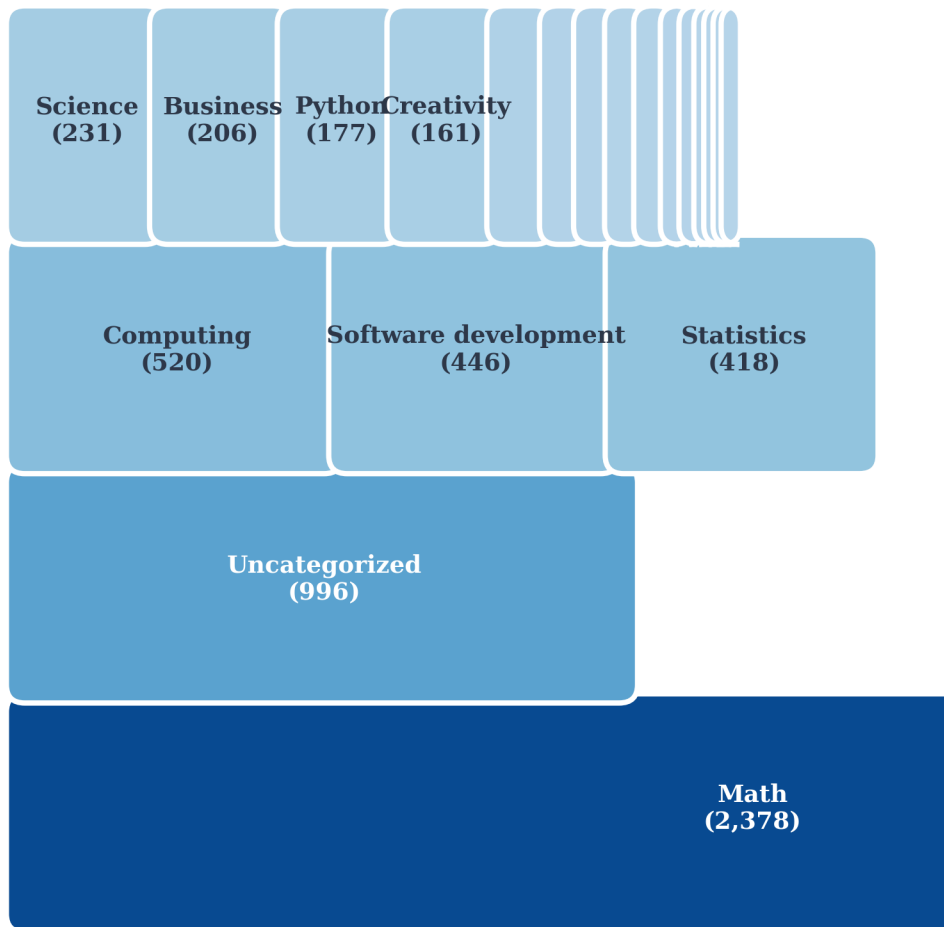 Science
(231)
Business
(206)
Python
(177)
Creativity
(161)
Computing
(520)
Software development
(446)
Statistics
(418)
Uncategorized
(996)
Math
(2,378)